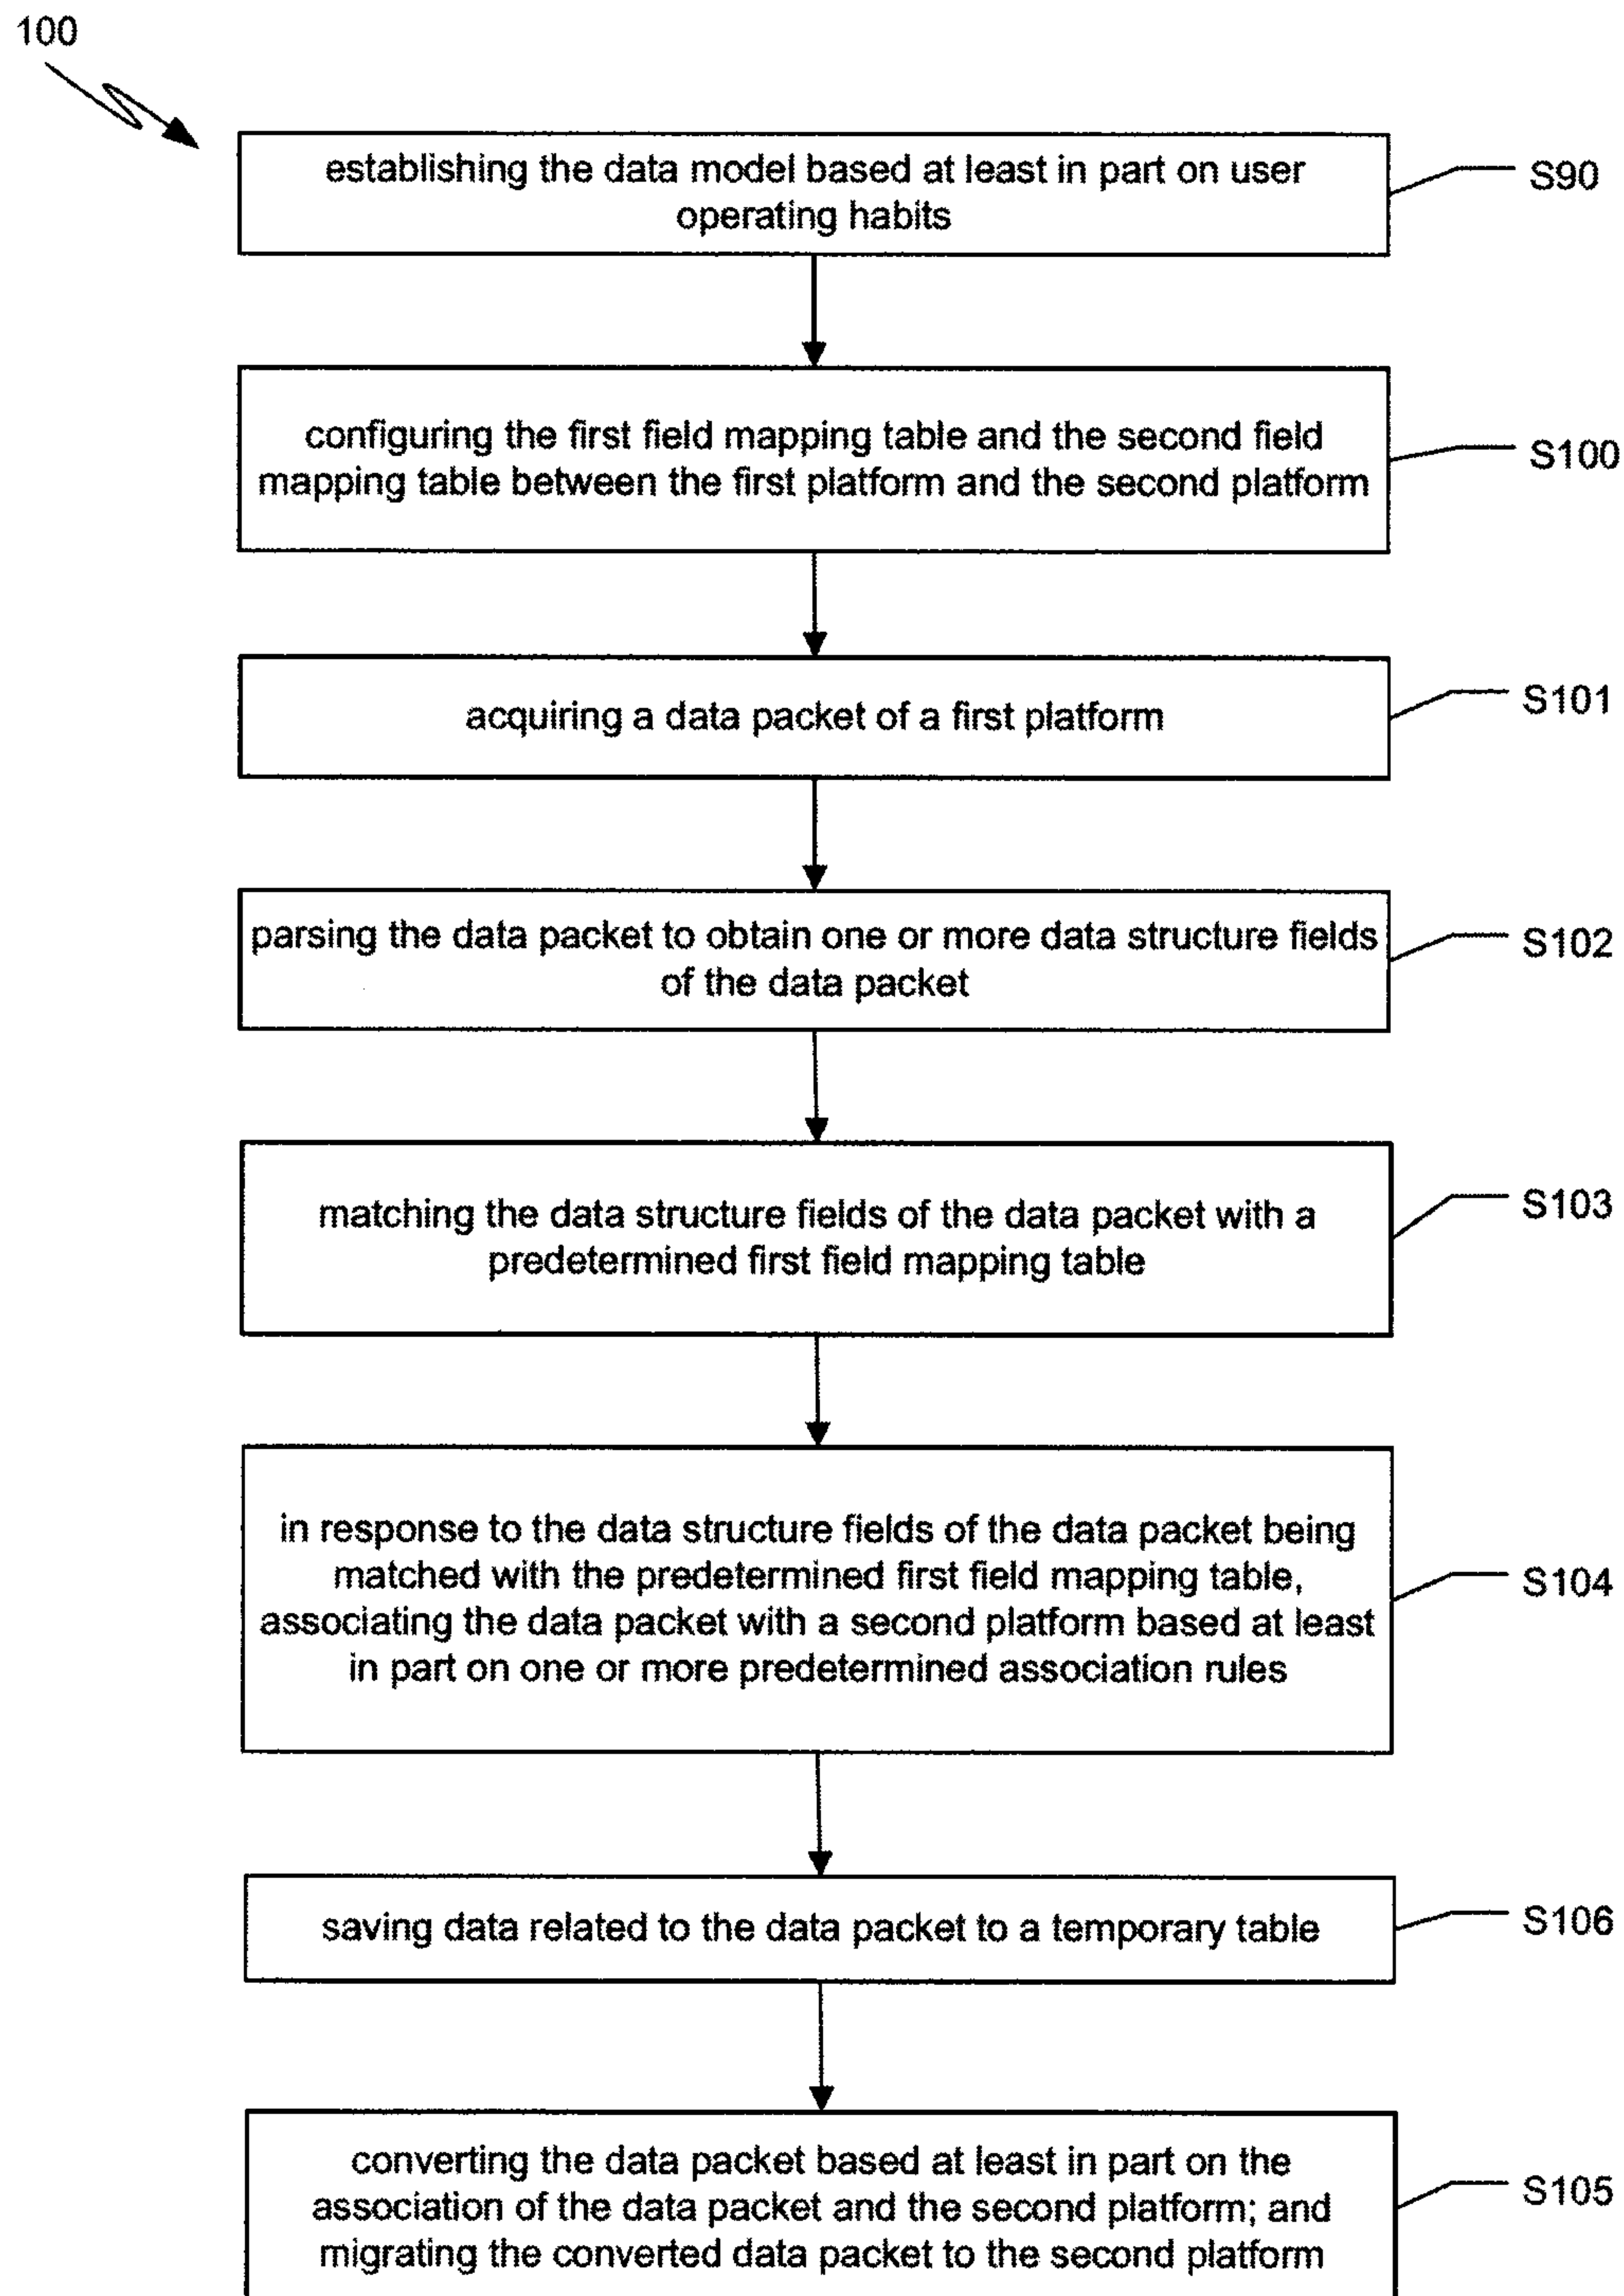 100
establishing the data model based at least in part on user
operating habits
S90
configuring the first field mapping table and the second field
mapping table between the first platform and the second platform
S100
acquiring a data packet of a first platform
S101
parsing the data packet to obtain one or more data structure fields
of the data packet
S102
matching the data structure fields of the data packet with a
predetermined first field mapping table
S103
in response to the data structure fields of the data packet being
matched with the predetermined first field mapping table,
associating the data packet with a second platform based at least
in part on one or more predetermined association rules
S104
saving data related to the data packet to a temporary table
S106
converting the data packet based at least in part on the
association of the data packet and the second platform; and
migrating the converted data packet to the second platform
S105